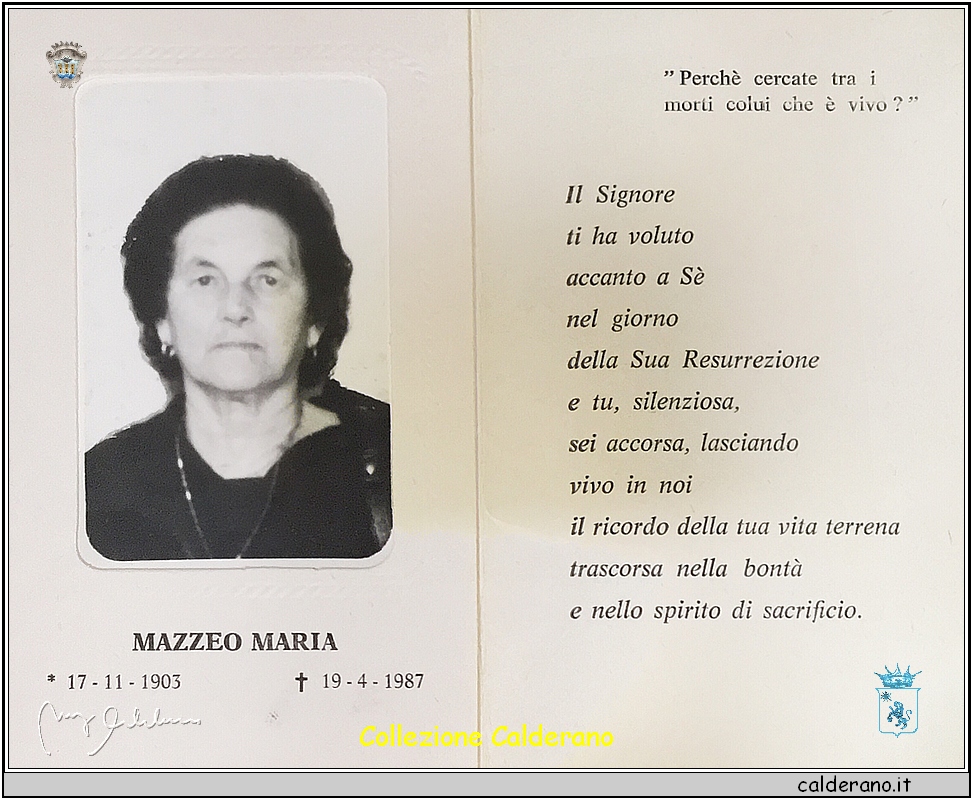 MAZZEO MARIA
* 17 - 11 - 1903 † 19 - 4 - 1987
" Perchè cercate tra i
morti colui che è vivo ? "
Il Signore
ti ha voluto
accanto a Sè
nel giorno
della Sua Resurrezione
e tu, silenziosa,
sei accorsa, lasciando
vivo in noi
il ricordo della tua vita terrena
trascorsa nella bontà
e nello spirito di sacrificio.
Collezione Calderano
calderano.it